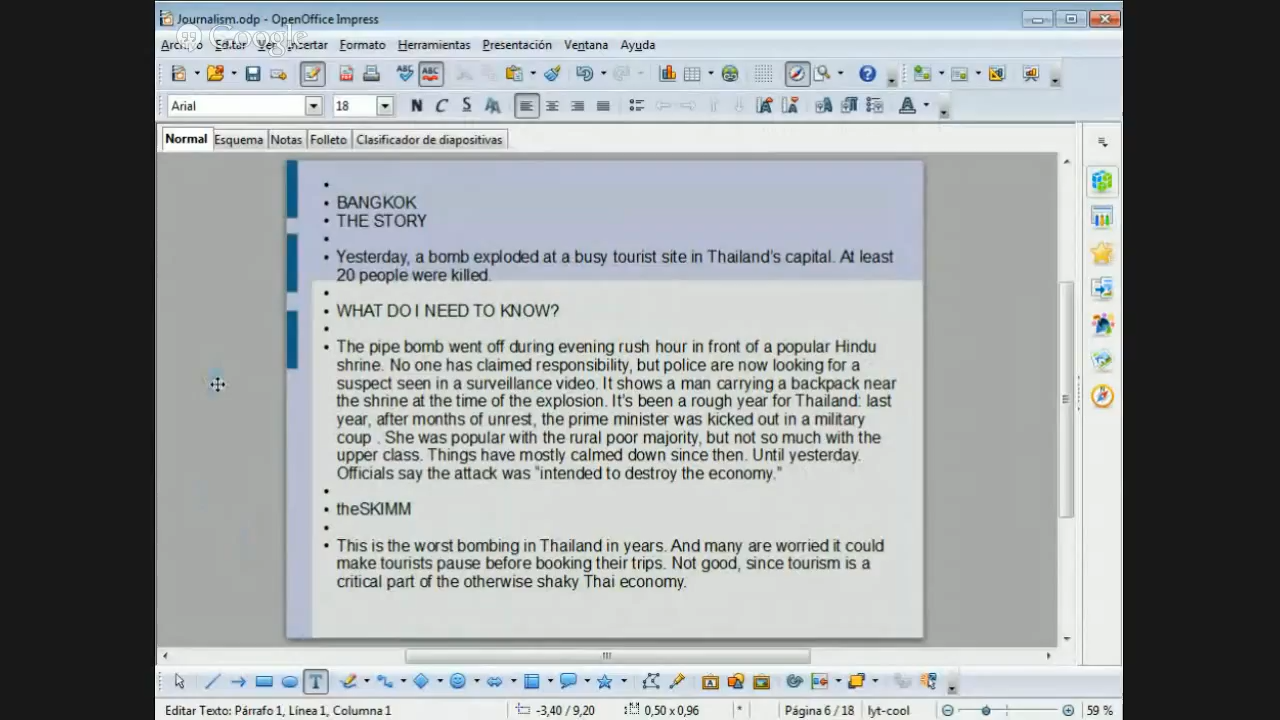 Journalism.odp - OpenOffice Impress
Google
Archivo Editar Ver Insertar Formato Herramientas Presentación Ventana Ayuda
Arial 18 N C S
Normal Esquema Notas Folleto Clasificador de diapositivas
• BANGKOK
• THE STORY
• Yesterday, a bomb exploded at a busy tourist site in Thailand's capital. At least
20 people were killed.
• WHAT DO I NEED TO KNOW?
• The pipe bomb went off during evening rush hour in front of a popular Hindu
shrine. No one has claimed responsibility, but police are now looking for a
suspect seen in a surveillance video. It shows a man carrying a backpack near
the shrine at the time of the explosion. It's been a rough year for Thailand: last
year, after months of unrest, the prime minister was kicked out in a military
coup . She was popular with the rural poor majority, but not so much with the
upper class. Things have mostly calmed down since then. Until yesterday.
Officials say the attack was "intended to destroy the economy."
• theSKIMM
• This is the worst bombing in Thailand in years. And many are worried it could
make tourists pause before booking their trips. Not good, since tourism is a
critical part of the otherwise shaky Thai economy.
Editar Texto: Párrafo 1, Línea 1, Columna 1 -3,40 / 9,20 0,50 x 0,96 * Página 6 / 18 lyt-cool 59 %